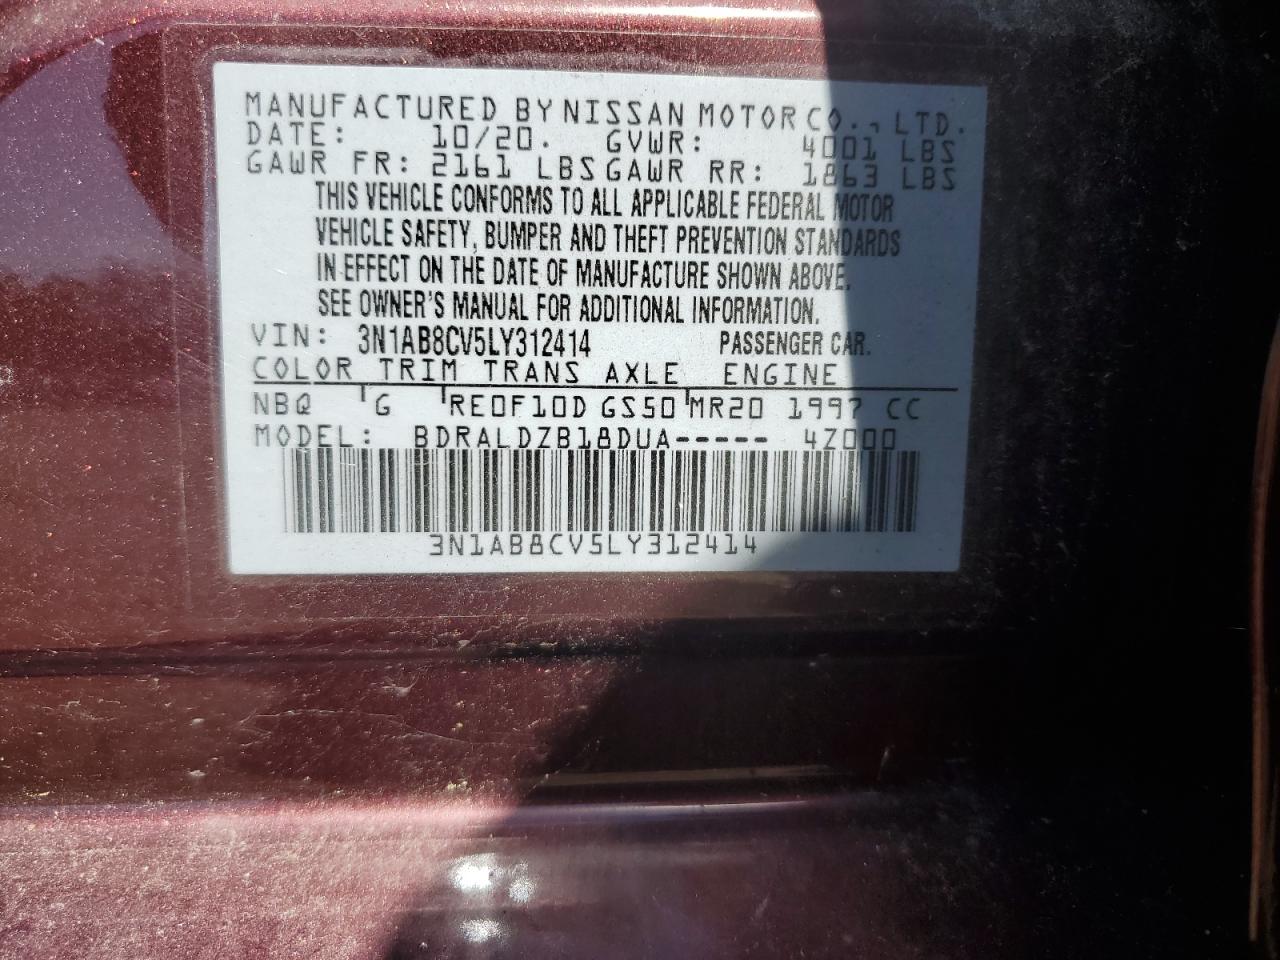 MANUFACTURED BY NISSAN MOTOR CO., LTD.
DATE: 10/20. GVWR: 4001 LBS
GAWR FR: 2161 LBS GAWR RR: 1863 LBS
THIS VEHICLE CONFORMS TO ALL APPLICABLE FEDERAL MOTOR
VEHICLE SAFETY, BUMPER AND THEFT PREVENTION STANDARDS
IN EFFECT ON THE DATE OF MANUFACTURE SHOWN ABOVE.
SEE OWNER'S MANUAL FOR ADDITIONAL INFORMATION.
VIN: 3N1AB8CV5LY312414 PASSENGER CAR.
COLOR TRIM TRANS AXLE ENGINE
NBQ G RE0F10D GS50 MR20 1997 CC
MODEL: BDRALDZB18DUA----- 4Z000
3N1AB8CV5LY312414